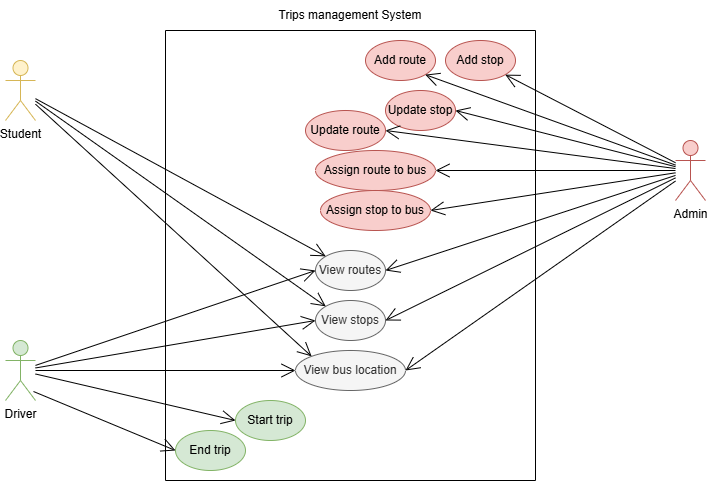 Trips management System
Add route
Add stop
Update stop
Update route
Student
Assign route to bus
Assign stop to bus
Admin
View routes
View stops
View bus location
Driver
Start trip
End trip